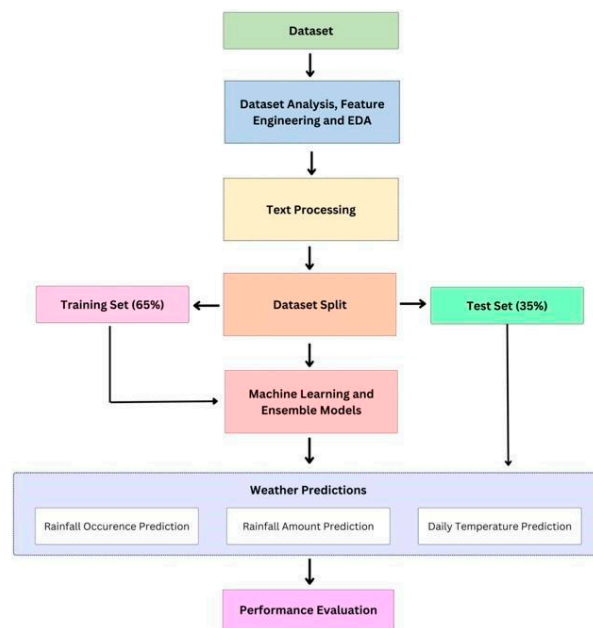 Dataset
Dataset Analysis, Feature
Engineering and EDA
Text Processing
Training Set (65%)
Dataset Split
Test Set (35%)
Machine Learning and
Ensemble Models
Weather Predictions
Rainfall Occurence Prediction
Rainfall Amount Prediction
Daily Temperature Prediction
Performance Evaluation